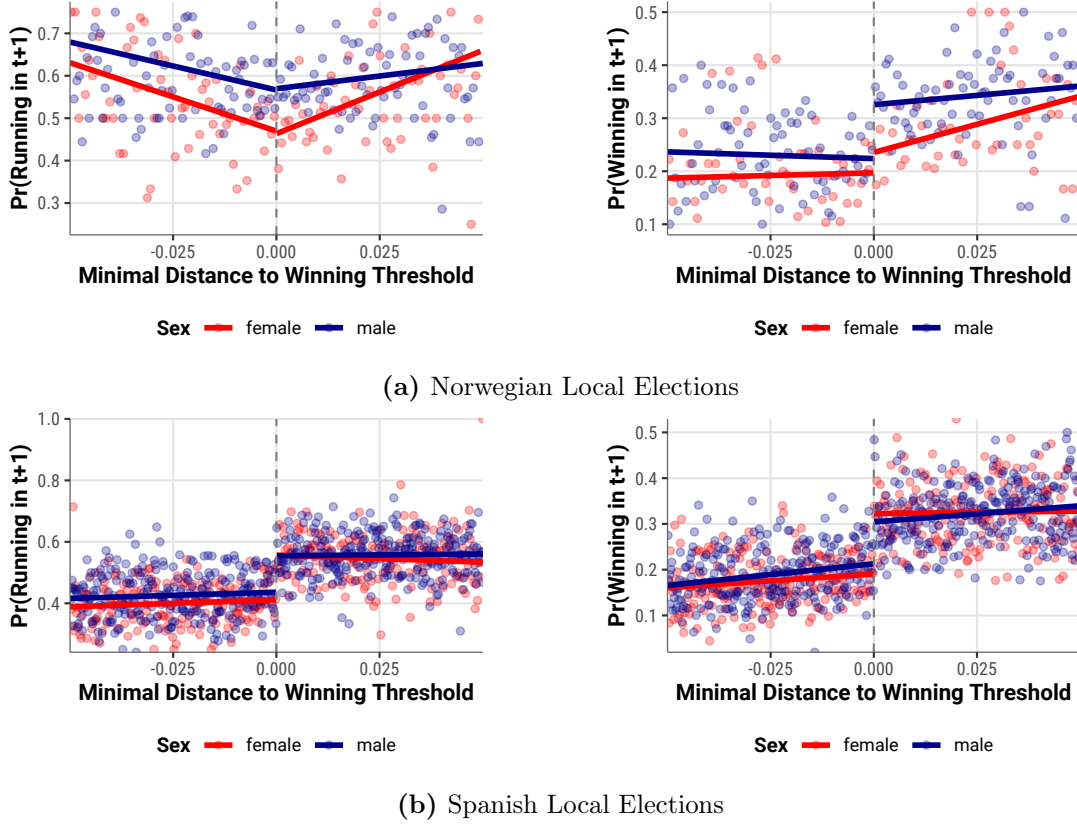 Pr(Running in t+1)
0.7
0.6
0.5
0.4
0.3
-0.025 0.000 0.025
Minimal Distance to Winning Threshold
Sex female male
Pr(Winning in t+1)
0.5
0.4
0.3
0.2
0.1
-0.025 0.000 0.025
Minimal Distance to Winning Threshold
Sex female male
(a) Norwegian Local Elections
Pr(Running in t+1)
1.0
0.8
0.6
0.4
-0.025 0.000 0.025
Minimal Distance to Winning Threshold
Sex female male
Pr(Winning in t+1)
0.5
0.4
0.3
0.2
0.1
-0.025 0.000 0.025
Minimal Distance to Winning Threshold
Sex female male
(b) Spanish Local Elections